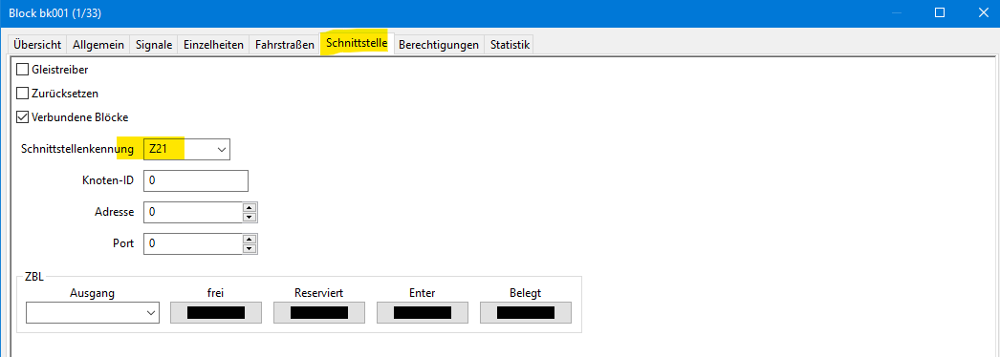 Block bk001 (1/33)
Übersicht Allgemein Signale Einzelheiten Fahrstraßen Schnittstelle Berechtigungen Statistik
Gleistreiber
Zurücksetzen
Verbundene Blöcke
Schnittstellenkennung Z21
Knoten-ID 0
Adresse 0
Port 0
ZBL
Ausgang frei Reserviert Enter Belegt